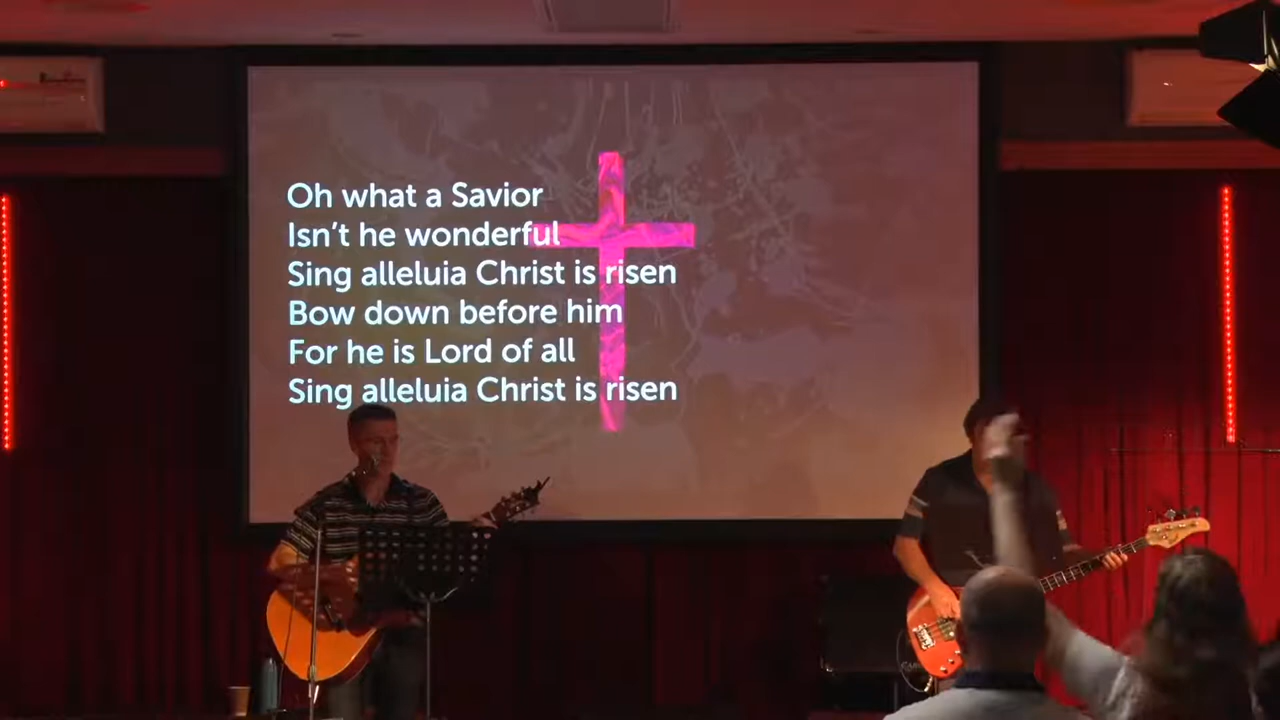 Oh what a Savior
Isn't he wonderful
Sing alleluia Christ is risen
Bow down before him
For he is Lord of all
Sing alleluia Christ is risen